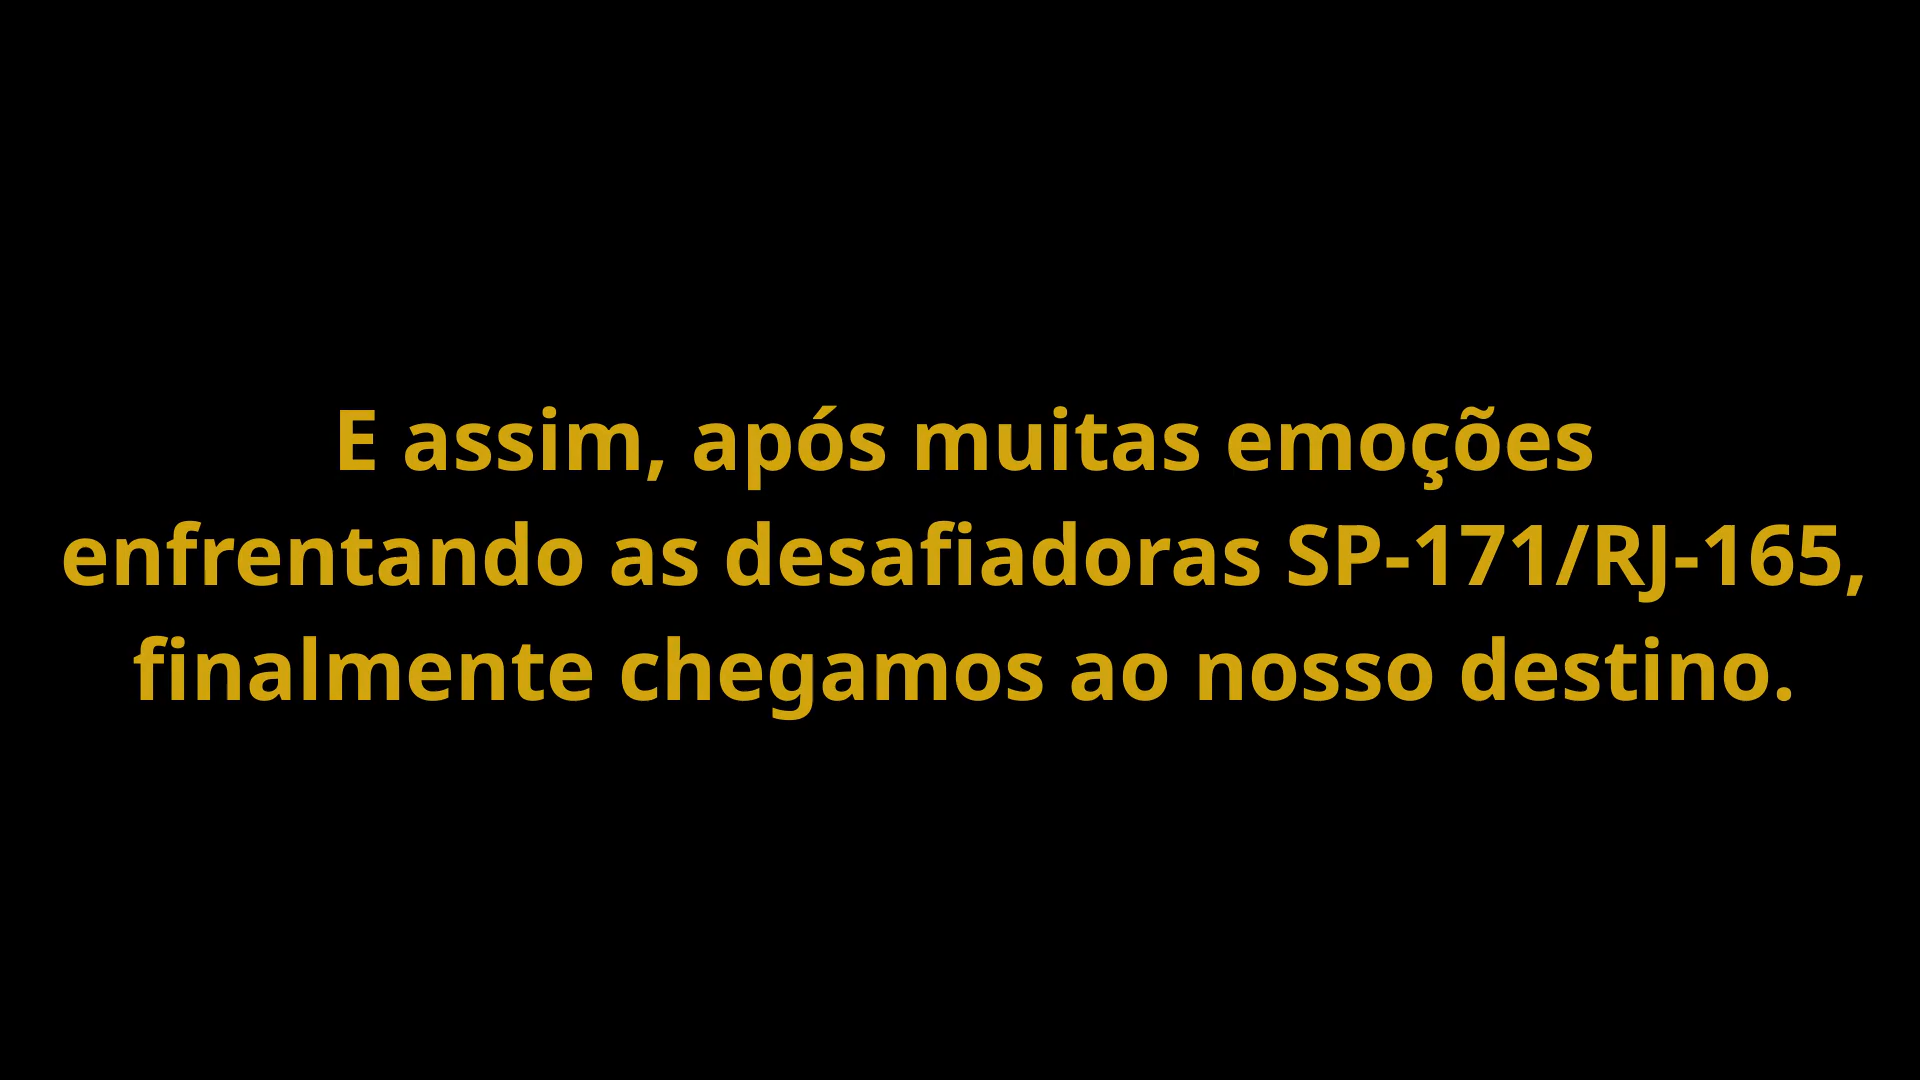 E assim, após muitas emoções
enfrentando as desafiadoras SP-171/RJ-165,
finalmente chegamos ao nosso destino.